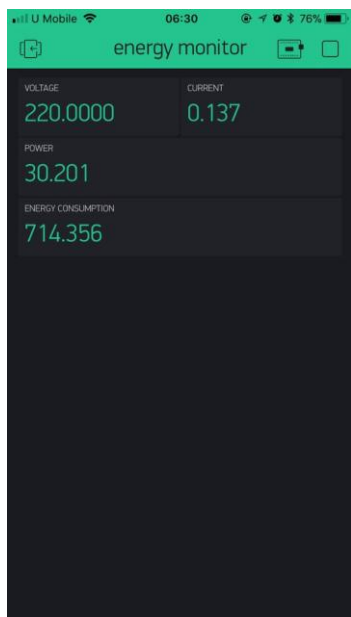 U Mobile 06:30 76%
energy monitor
VOLTAGE CURRENT
220.0000 0.137
POWER
30.201
ENERGY CONSUMPTION
714.356